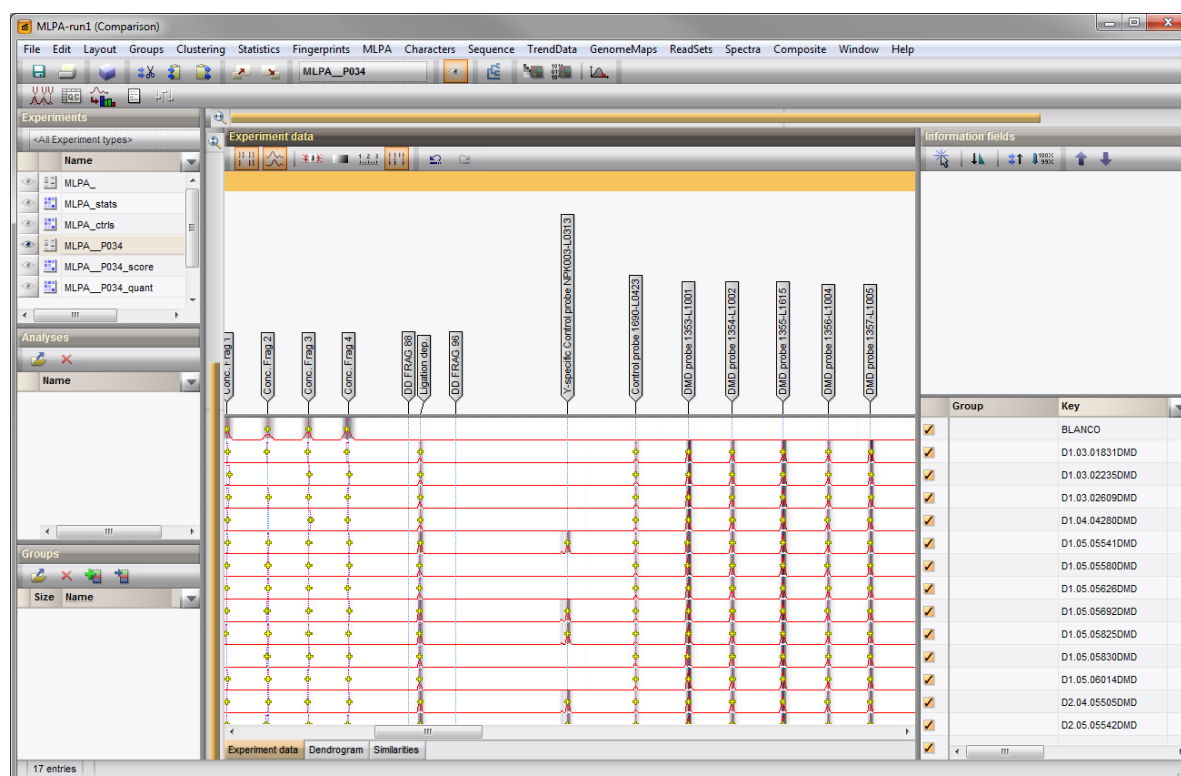 MLPA-run1 (Comparison)
File Edit Layout Groups Clustering Statistics Fingerprints MLPA Characters Sequence TrendData GenomeMaps ReadSets Spectra Composite Window Help
MLPA__P034
Experiments
<All Experiment types>
Name
MLPA_
MLPA_stats
MLPA_ctrls
MLPA__P034
MLPA__P034_score
MLPA__P034_quant
Analyses
Name
Groups
Size Name
Experiment data
Conc. Frag 1
Conc. Frag 2
Conc. Frag 3
Conc. Frag 4
DD FRAG 88
Ligation dep.
DD FRAG 96
Y-specific Control probe NPK003-L0313
Control probe 1690-L0423
DMD probe 1353-L1001
DMD probe 1354-L1002
DMD probe 1355-L1615
DMD probe 1356-L1004
DMD probe 1357-L1005
Experiment data Dendrogram Similarities
Information fields
Group Key
BLANCO
D1.03.01831DMD
D1.03.02235DMD
D1.03.02609DMD
D1.04.04280DMD
D1.05.05541DMD
D1.05.05580DMD
D1.05.05626DMD
D1.05.05692DMD
D1.05.05825DMD
D1.05.05830DMD
D1.05.06014DMD
D2.04.05505DMD
D2.05.05542DMD
17 entries